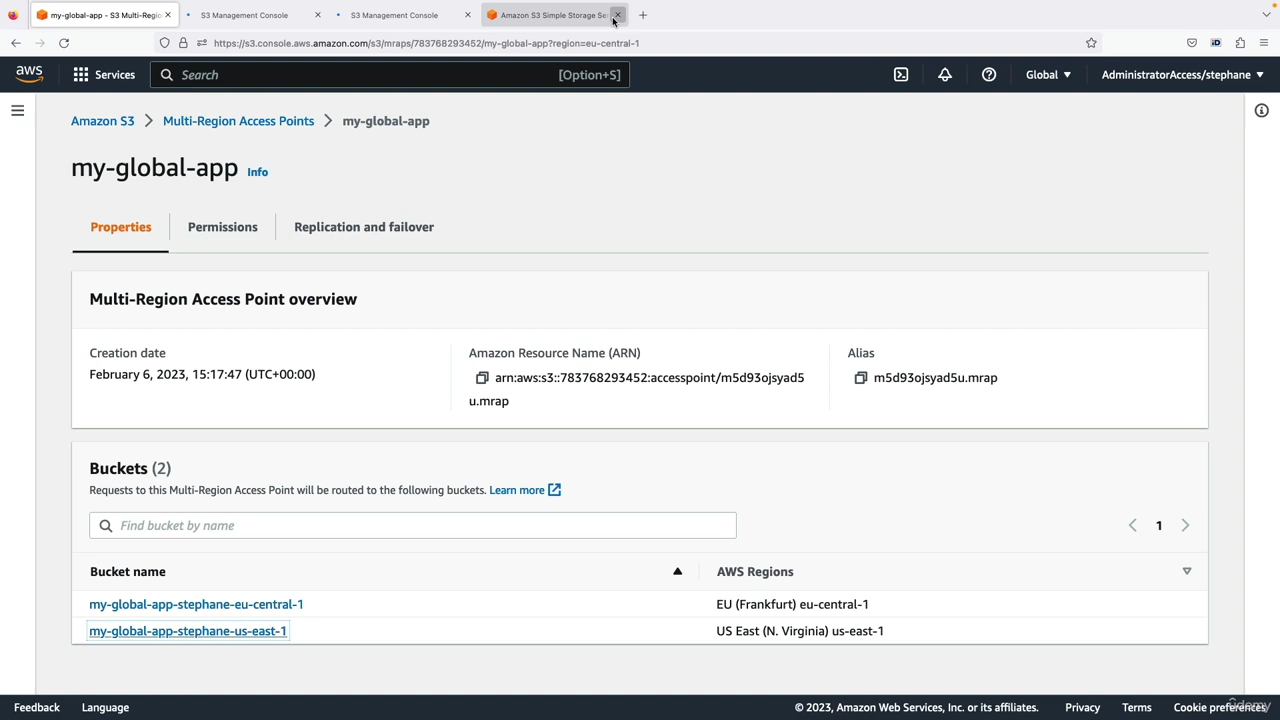 my-global-app - S3 Multi-Regio
S3 Management Console
S3 Management Console
Amazon S3 Simple Storage Se
https://s3.console.aws.amazon.com/s3/mraps/783768293452/my-global-app?region=eu-central-1
aws
Services
Search
[Option+S]
Global
AdministratorAccess/stephane
Amazon S3
Multi-Region Access Points
my-global-app
my-global-app Info
Properties
Permissions
Replication and failover
Multi-Region Access Point overview
Creation date
February 6, 2023, 15:17:47 (UTC+00:00)
Amazon Resource Name (ARN)
arn:aws:s3::783768293452:accesspoint/m5d93ojsyad5
u.mrap
Alias
m5d93ojsyad5u.mrap
Buckets (2)
Requests to this Multi-Region Access Point will be routed to the following buckets. Learn more
Find bucket by name
1
Bucket name
AWS Regions
my-global-app-stephane-eu-central-1
EU (Frankfurt) eu-central-1
my-global-app-stephane-us-east-1
US East (N. Virginia) us-east-1
Feedback
Language
© 2023, Amazon Web Services, Inc. or its affiliates.
Privacy
Terms
Cookie preferences
Udemy